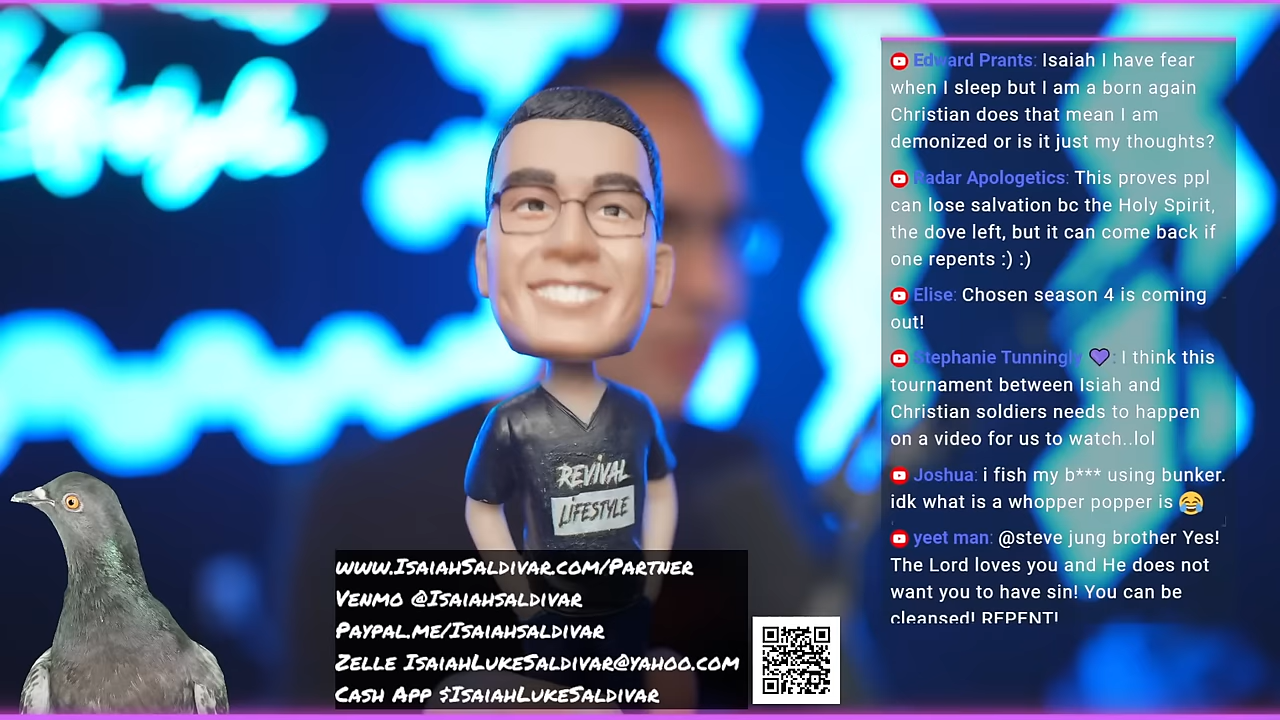 Edward Prants: Isaiah I have fear
when I sleep but I am a born again
Christian does that mean I am
demonized or is it just my thoughts?
Radar Apologetics: This proves ppl
can lose salvation bc the Holy Spirit,
the dove left, but it can come back if
one repents :) :)
Elise: Chosen season 4 is coming
out!
Stephanie Tunningly 💜: I think this
tournament between Isiah and
Christian soldiers needs to happen
on a video for us to watch..lol
Joshua: i fish my b*** using bunker.
idk what is a whopper popper is 😂
yeet man: @steve jung brother Yes!
The Lord loves you and He does not
want you to have sin! You can be
cleansed! REPENT!
REVIVAL
LIFESTYLE
www.IsaiahSaldivar.com/Partner
Venmo @Isaiahsaldivar
Paypal.me/Isaiahsaldivar
Zelle IsaiahLukeSaldivar@yahoo.com
Cash App $IsaiahLukeSaldivar